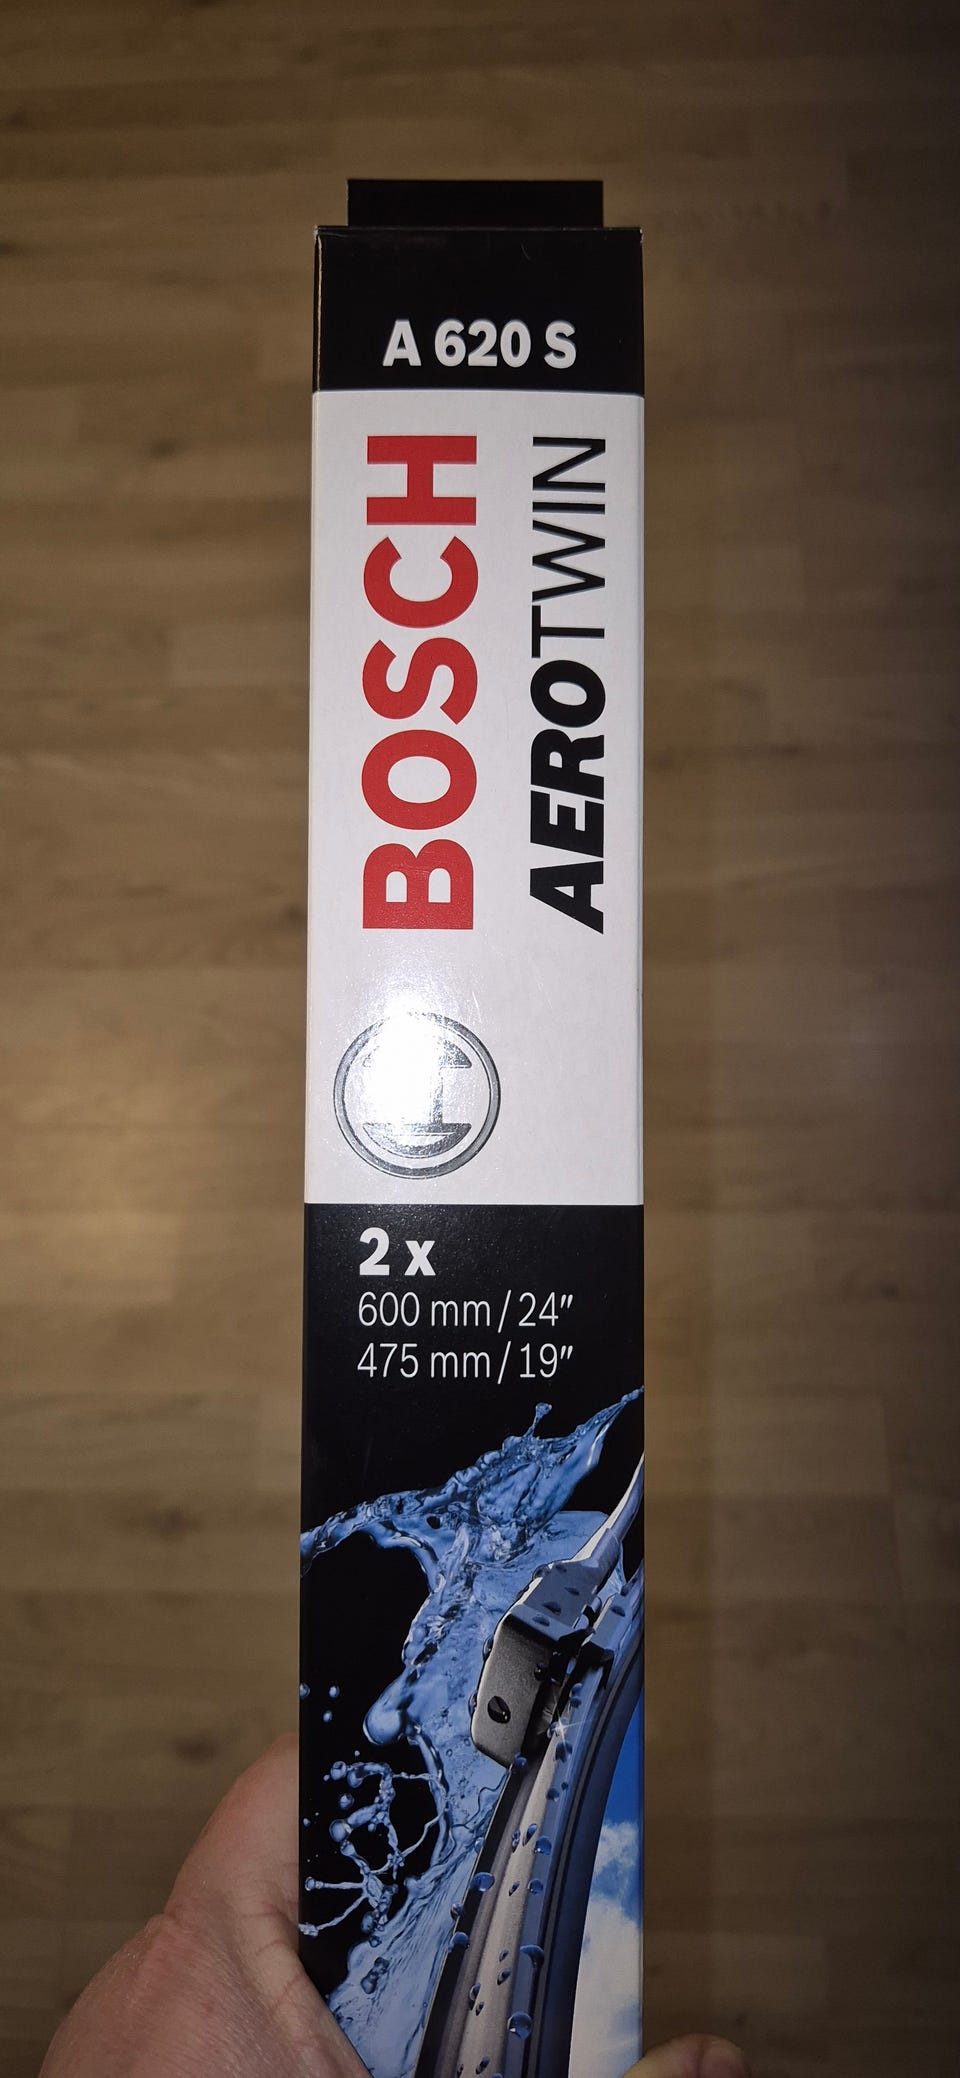 A 620 S
BOSCH
AEROTWIN
2 x
600 mm / 24″
475 mm / 19″